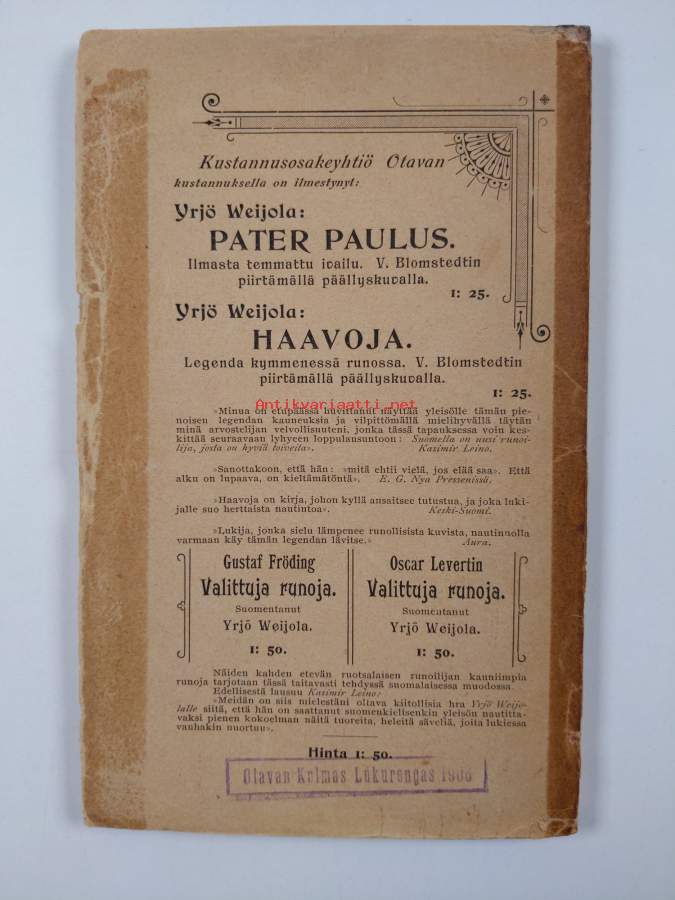 Kustannusosakeyhtiö Otavan
kustannuksella on ilmestynyt:
Yrjö Weijola:
PATER PAULUS.
Ilmasta temmattu ivailu. V. Blomstedtin
piirtämällä päällyskuvalla.
1: 25.
Yrjö Weijola:
HAAVOJA.
Legenda kymmenessä runossa. V. Blomstedtin
piirtämällä päällyskuvalla.
1: 25.
Antikvariaatti.net
»Minua on etupäässä huvittanut näyttää yleisölle tämän pie-
noisen legendan kauneuksia ja vilpittömällä mielihyvällä täytän
minä arvostelijan velvollisuuteni, jonka tässä tapauksessa voin kes-
kittää seuraavaan lyhyeen loppulausuntoon: Suomella on uusi runoi-
lija, josta on hyviä toiveita». Kasimir Leino.
»Sanottakoon, että hän: »mitä ehtii vielä, jos elää saa». Että
alku on lupaava, on kieltämätöntä». E. G. Nya Pressenissä.
»Haavoja on kirja, johon kyllä ansaitsee tutustua, ja joka luki-
jalle suo herttaista nautintoa». Keski-Suomi.
»Lukija, jonka sielu lämpenee runollisista kuvista, nautinnolla
varmaan käy tämän legendan lävitse.» Aura.
Gustaf Fröding
Valittuja runoja.
Suomentanut
Yrjö Weijola.
1: 50.
Oscar Levertin
Valittuja runoja.
Suomentanut
Yrjö Weijola.
1: 50.
Näiden kahden etevän ruotsalaisen runoilijan kauniimpia
runoja tarjotaan tässä taitavasti tehdyssä suomalaisessa muodossa.
Edellisestä lausuu Kasimir Leino:
»Meidän on siis mielestäni oltava kiitollisia hra Yrjö Weijo-
lalle siitä, että hän on saattanut suomenkielisenkin yleisön nautitta-
vaksi pienen kokoelman näitä tuoreita, heleitä säveliä, joita lukiessa
vanhakin nuortuu».
Hinta 1: 50.
Otavan Kolmas Lukurengas